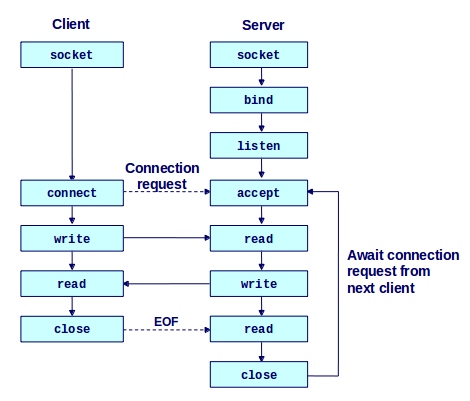 Client
Server
socket
socket
bind
listen
Connection
request
connect
accept
write
read
Await connection
request from
next client
read
write
close
EOF
read
close